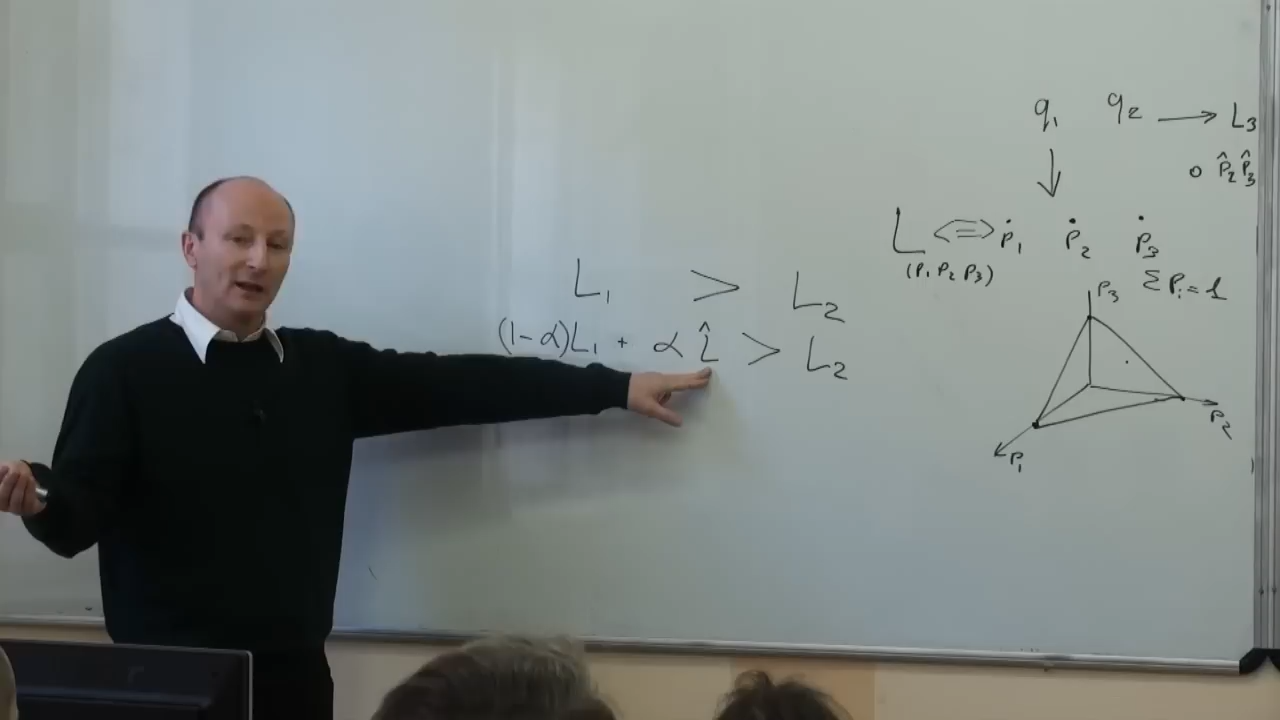 q₁ q₂ → L₃
↓ o p̂₂ p̂₃
L ⇔ ṗ₁ ṗ₂ ṗ₃
(P₁ P₂ P₃)
Σ Pᵢ = 1
L₁ > L₂
(1-α)L₁ + α L̂ > L₂
P₃
P₂
P₁